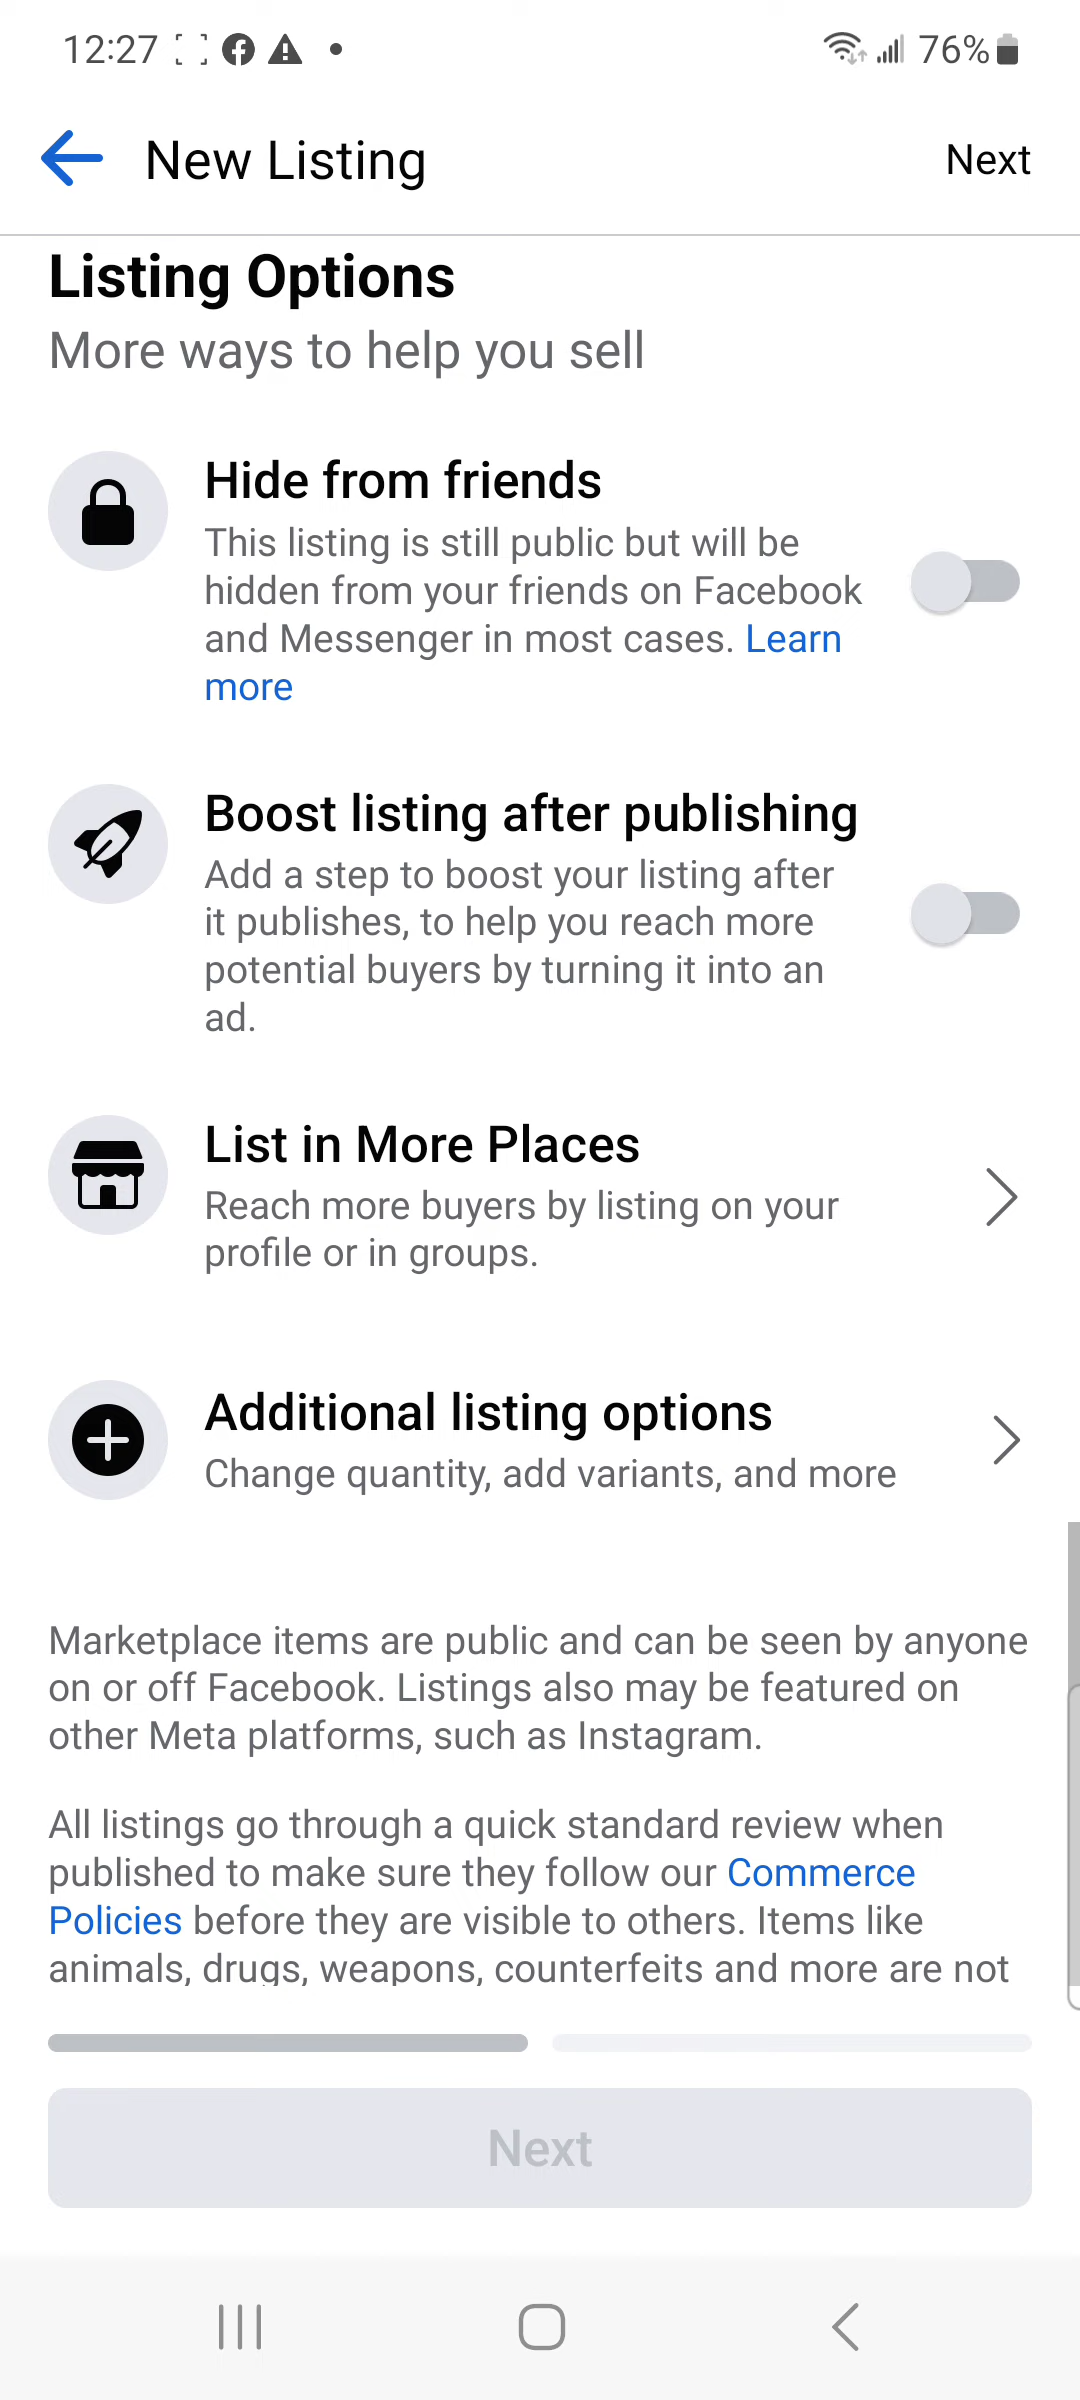 12:27
76%
New Listing
Next
Listing Options
More ways to help you sell
Hide from friends
This listing is still public but will be
hidden from your friends on Facebook
and Messenger in most cases. Learn
more
Boost listing after publishing
Add a step to boost your listing after
it publishes, to help you reach more
potential buyers by turning it into an
ad.
List in More Places
Reach more buyers by listing on your
profile or in groups.
Additional listing options
Change quantity, add variants, and more
Marketplace items are public and can be seen by anyone
on or off Facebook. Listings also may be featured on
other Meta platforms, such as Instagram.
All listings go through a quick standard review when
published to make sure they follow our Commerce
Policies before they are visible to others. Items like
animals, drugs, weapons, counterfeits and more are not
Next